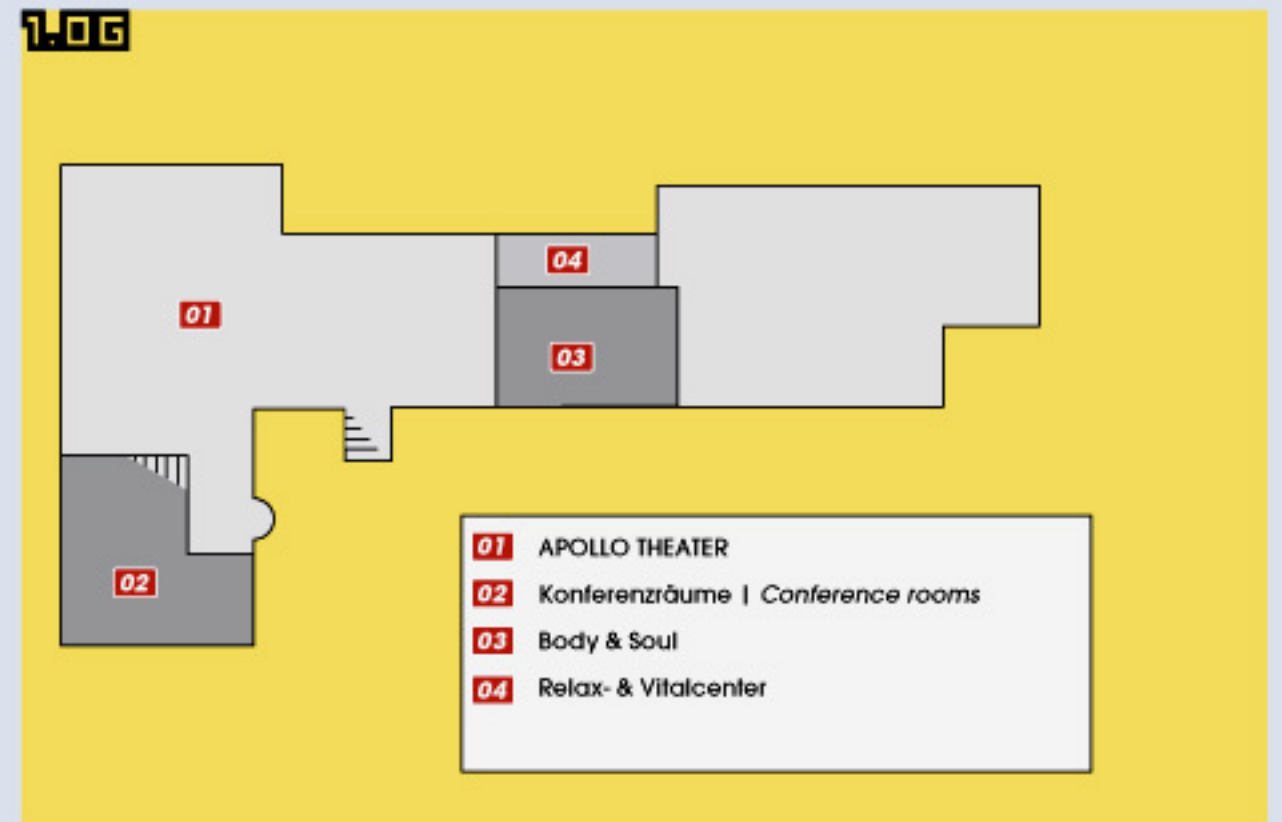 1.OG
04
01
03
02
01 APOLLO THEATER
02 Konferenzräume | Conference rooms
03 Body & Soul
04 Relax- & Vitalcenter